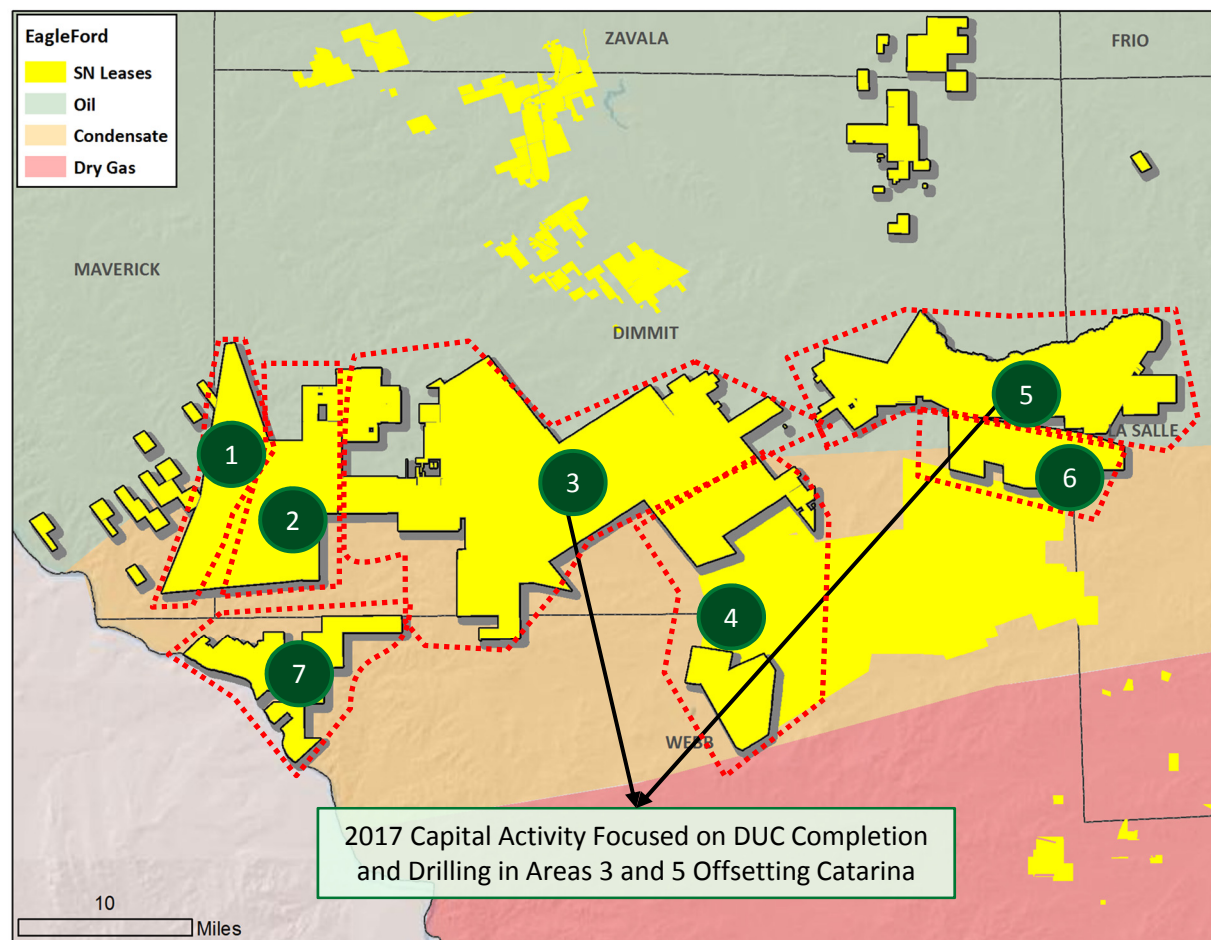 EagleFord
SN Leases
Oil
Condensate
Dry Gas
ZAVALA
FRIO
MAVERICK
DIMMIT
LA SALLE
1
2
3
4
5
6
7
WEBB
2017 Capital Activity Focused on DUC Completion
and Drilling in Areas 3 and 5 Offsetting Catarina
10
Miles